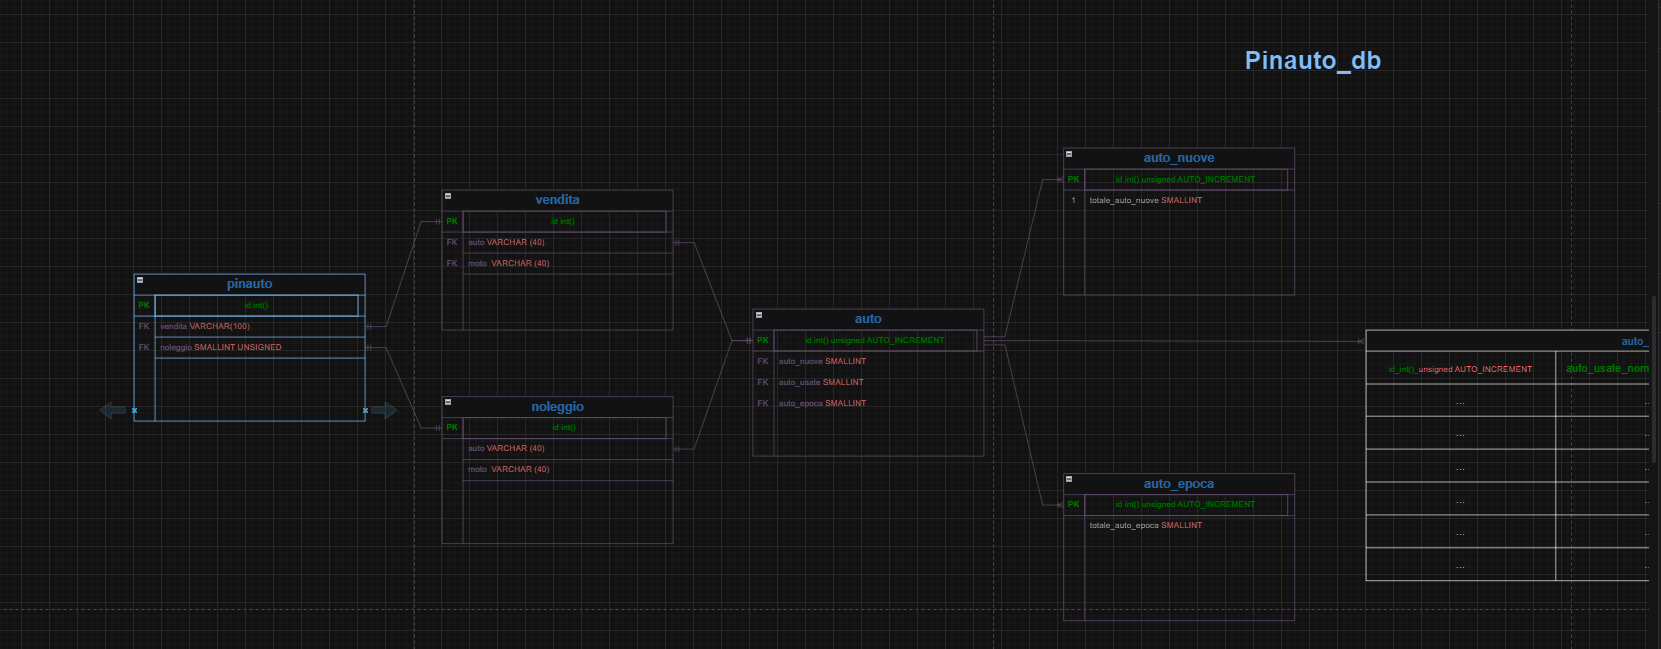 Pinauto_db
pinauto
PK id int()
FK vendita VARCHAR(100)
FK noleggio SMALLINT UNSIGNED
vendita
PK id int()
FK auto VARCHAR (40)
FK moto VARCHAR (40)
noleggio
PK id int()
auto VARCHAR (40)
moto VARCHAR (40)
auto
PK id int() unsigned AUTO_INCREMENT
FK auto_nuove SMALLINT
FK auto_usate SMALLINT
FK auto_epoca SMALLINT
auto_nuove
PK id int() unsigned AUTO_INCREMENT
1 totale_auto_nuove SMALLINT
auto_epoca
PK id int() unsigned AUTO_INCREMENT
totale_auto_epoca SMALLINT
auto_
id_int()_unsigned AUTO_INCREMENT auto_usate_nom
... ..
... ..
... ..
... ..
... ..
... ..